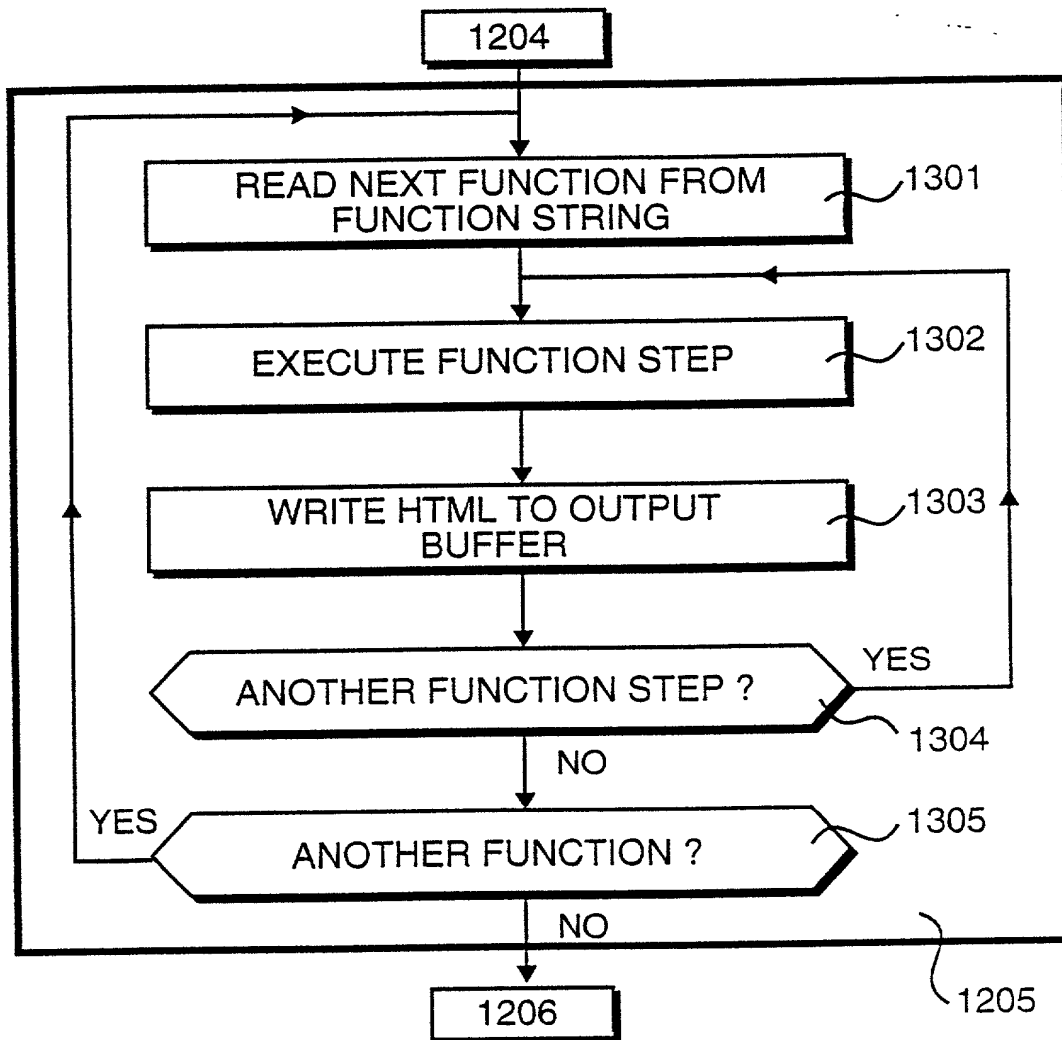 1204
READ NEXT FUNCTION FROM
FUNCTION STRING
1301
EXECUTE FUNCTION STEP
1302
WRITE HTML TO OUTPUT
BUFFER
1303
ANOTHER FUNCTION STEP ?
YES
1304
NO
YES
ANOTHER FUNCTION ?
1305
NO
1205
1206